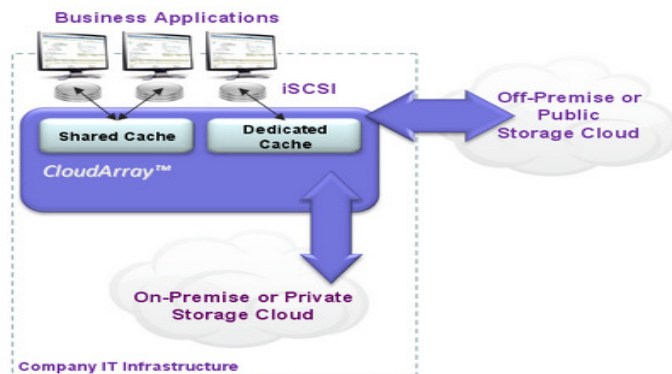 Business Applications
iSCSI
Shared Cache
Dedicated
Cache
CloudArray™
Off-Premise or
Public
Storage Cloud
On-Premise or Private
Storage Cloud
Company IT Infrastructure